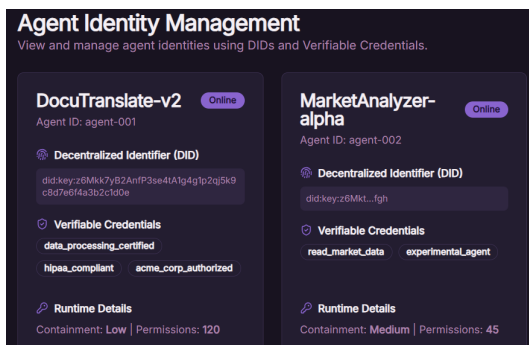 Agent Identity Management
View and manage agent identities using DIDs and Verifiable Credentials.
DocuTranslate-v2
Online
Agent ID: agent-001
Decentralized Identifier (DID)
did:key:z6Mkk7yB2AnfP3se4tA1g4g1p2qj5k9
c8d7e6f4a3b2c1d0e
Verifiable Credentials
data_processing_certified
hipaa_compliant
acme_corp_authorized
Runtime Details
Containment: Low | Permissions: 120
MarketAnalyzer-
alpha
Online
Agent ID: agent-002
Decentralized Identifier (DID)
did:key:z6Mkt...fgh
Verifiable Credentials
read_market_data
experimental_agent
Runtime Details
Containment: Medium | Permissions: 45